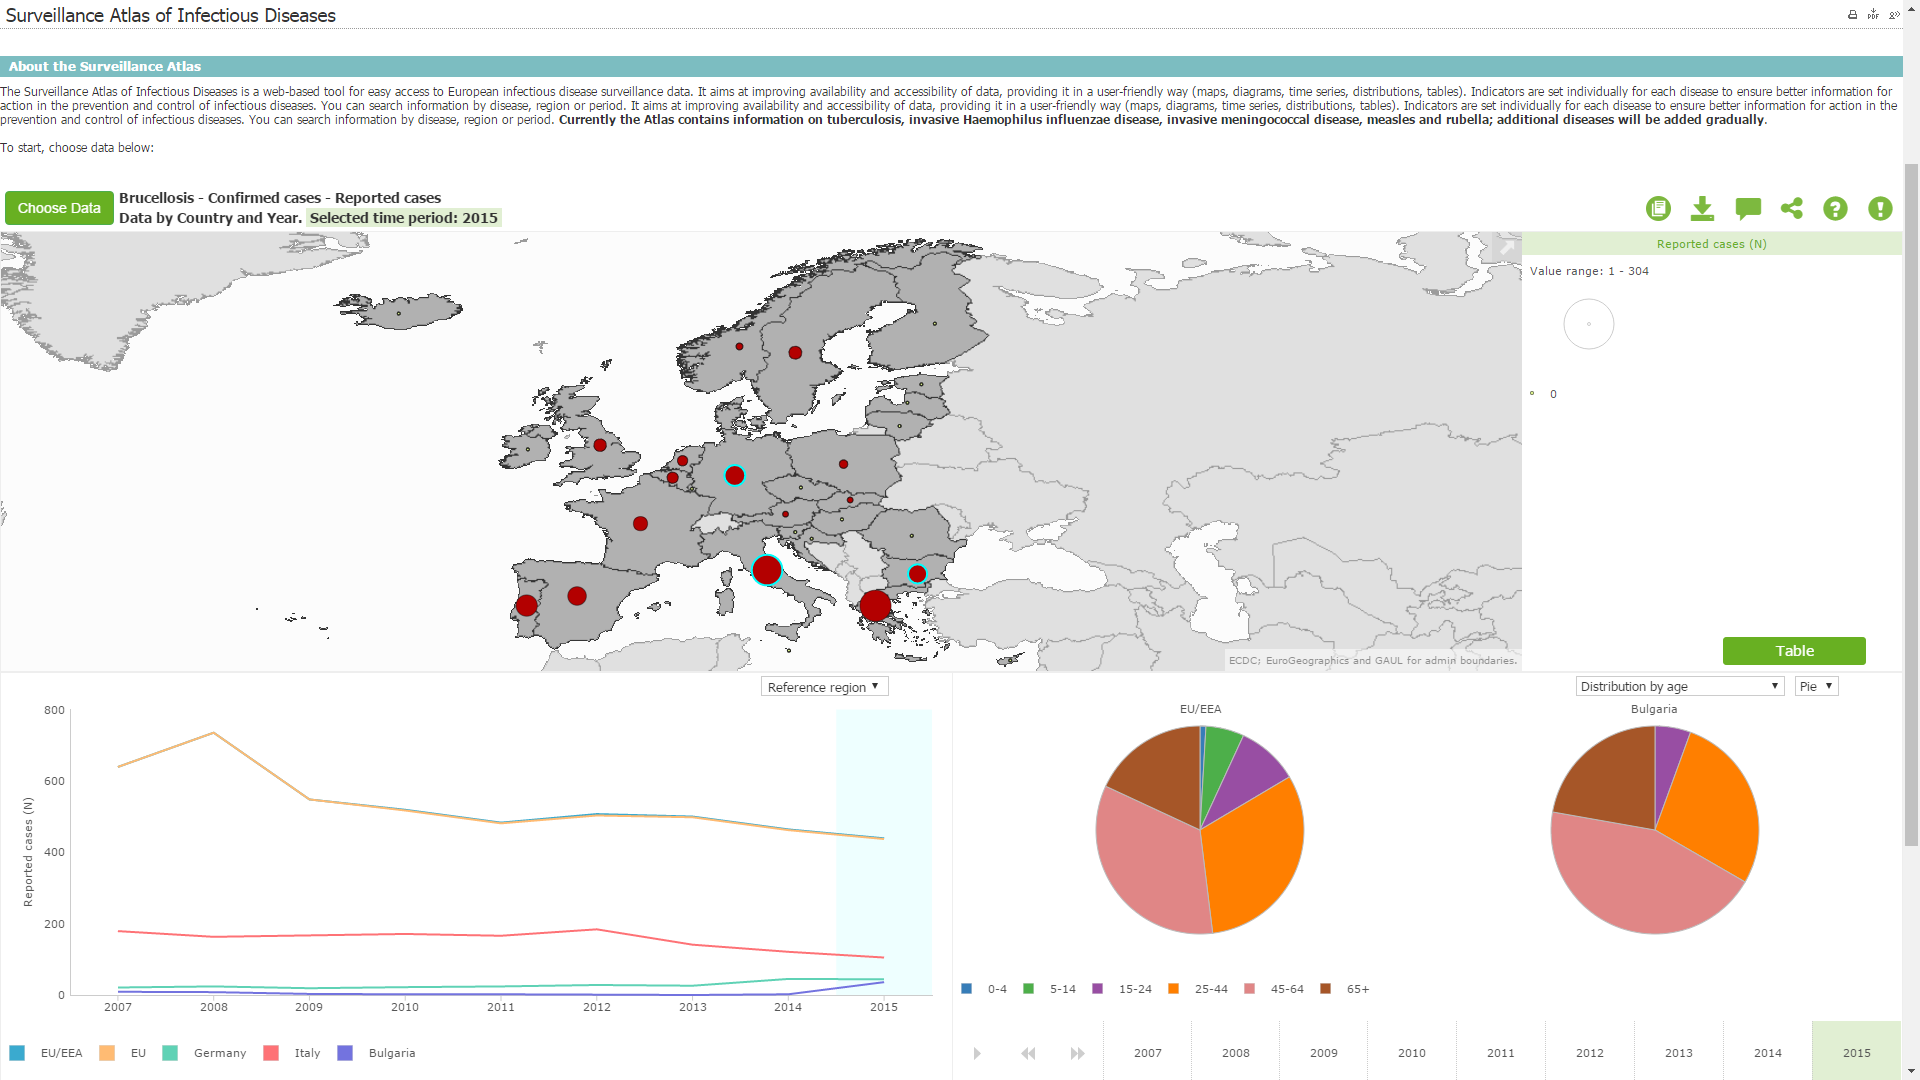 Surveillance Atlas of Infectious Diseases
PDF
About the Surveillance Atlas
The Surveillance Atlas of Infectious Diseases is a web-based tool for easy access to European infectious disease surveillance data. It aims at improving availability and accessibility of data, providing it in a user-friendly way (maps, diagrams, time series, distributions, tables). Indicators are set individually for each disease to ensure better information for
action in the prevention and control of infectious diseases. You can search information by disease, region or period. It aims at improving availability and accessibility of data, providing it in a user-friendly way (maps, diagrams, time series, distributions, tables). Indicators are set individually for each disease to ensure better information for action in the
prevention and control of infectious diseases. You can search information by disease, region or period. Currently the Atlas contains information on tuberculosis, invasive Haemophilus influenzae disease, invasive meningococcal disease, measles and rubella; additional diseases will be added gradually.
To start, choose data below:
Choose Data
Brucellosis - Confirmed cases - Reported cases
Data by Country and Year. Selected time period: 2015
Reported cases (N)
Value range: 1 - 304
0
ECDC; EuroGeographics and GAUL for admin boundaries.
Table
Reference region
800
600
400
200
0
Reported cases (N)
2007 2008 2009 2010 2011 2012 2013 2014 2015
EU/EEA EU Germany Italy Bulgaria
Distribution by age
Pie
EU/EEA
Bulgaria
0-4 5-14 15-24 25-44 45-64 65+
2007 2008 2009 2010 2011 2012 2013 2014 2015